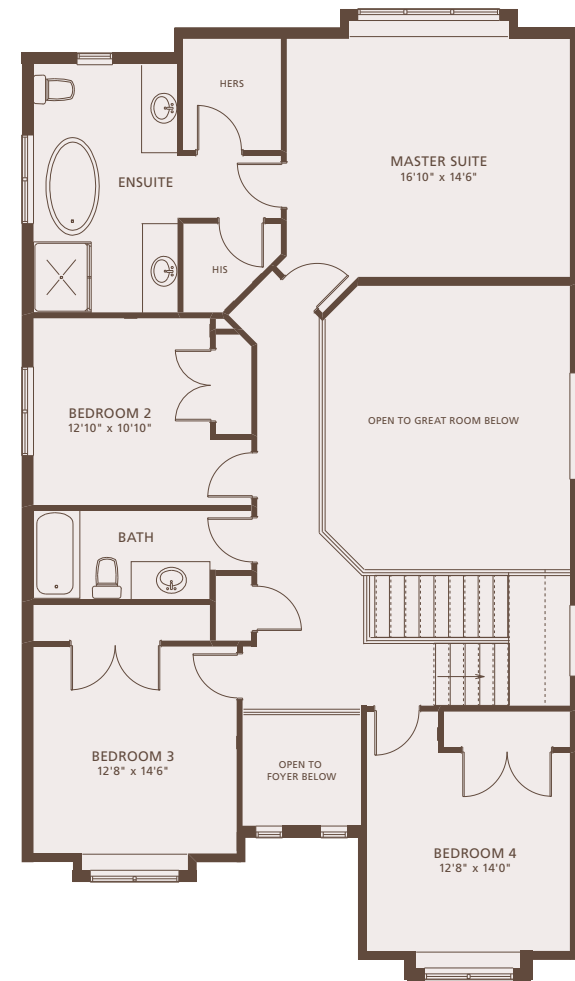 HERS
MASTER SUITE
16'10" x 14'6"
ENSUITE
HIS
BEDROOM 2
12'10" x 10'10"
OPEN TO GREAT ROOM BELOW
BATH
BEDROOM 3
12'8" x 14'6"
OPEN TO
FOYER BELOW
BEDROOM 4
12'8" x 14'0"